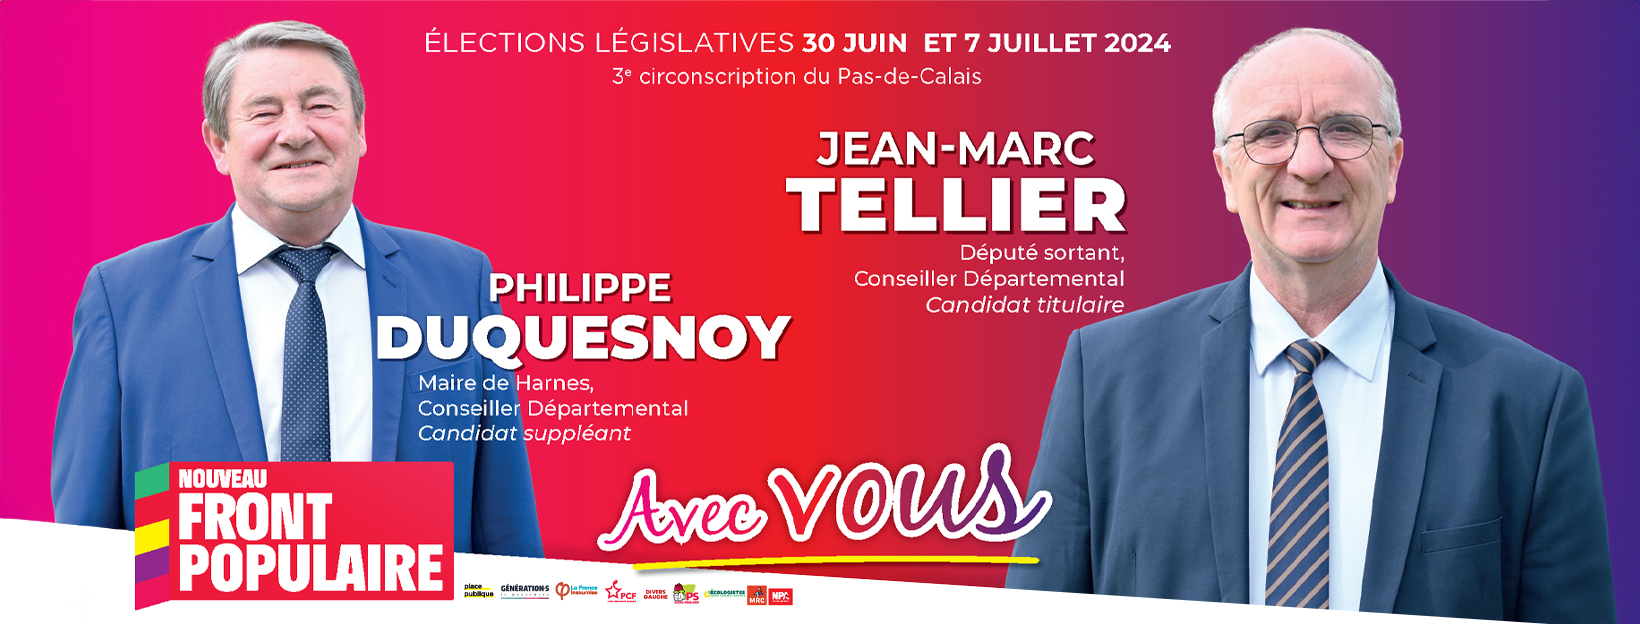 ÉLECTIONS LÉGISLATIVES 30 JUIN ET 7 JUILLET 2024
3e circonscription du Pas-de-Calais
JEAN-MARC
TELLIER
Député sortant,
Conseiller Départemental
Candidat titulaire
PHILIPPE
DUQUESNOY
Maire de Harnes,
Conseiller Départemental
Candidat suppléant
NOUVEAU
FRONT
POPULAIRE
Avec vous
place
publique
GÉNÉRATION·S
La France
insoumise
PCF
DIVERS
GAUCHE
PS
ÉCOLOGISTES
MRC
NPA